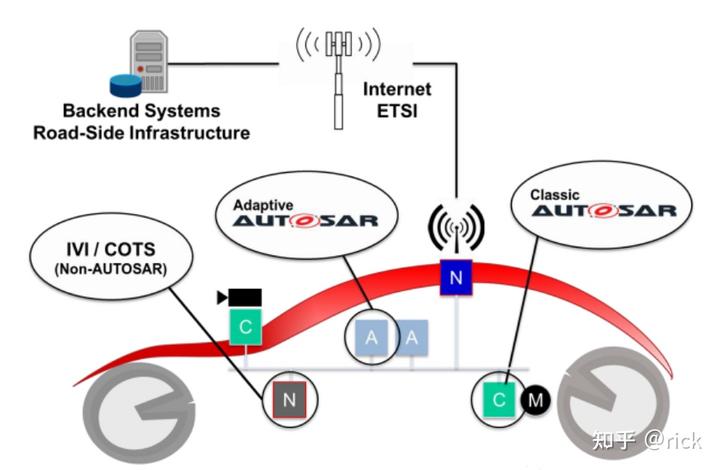 Backend Systems
Road-Side Infrastructure
Internet
ETSI
Adaptive
AUTOSAR
Classic
AUTOSAR
IVI / COTS
(Non-AUTOSAR)
N
C
A
A
N
C
M
知乎 @rick